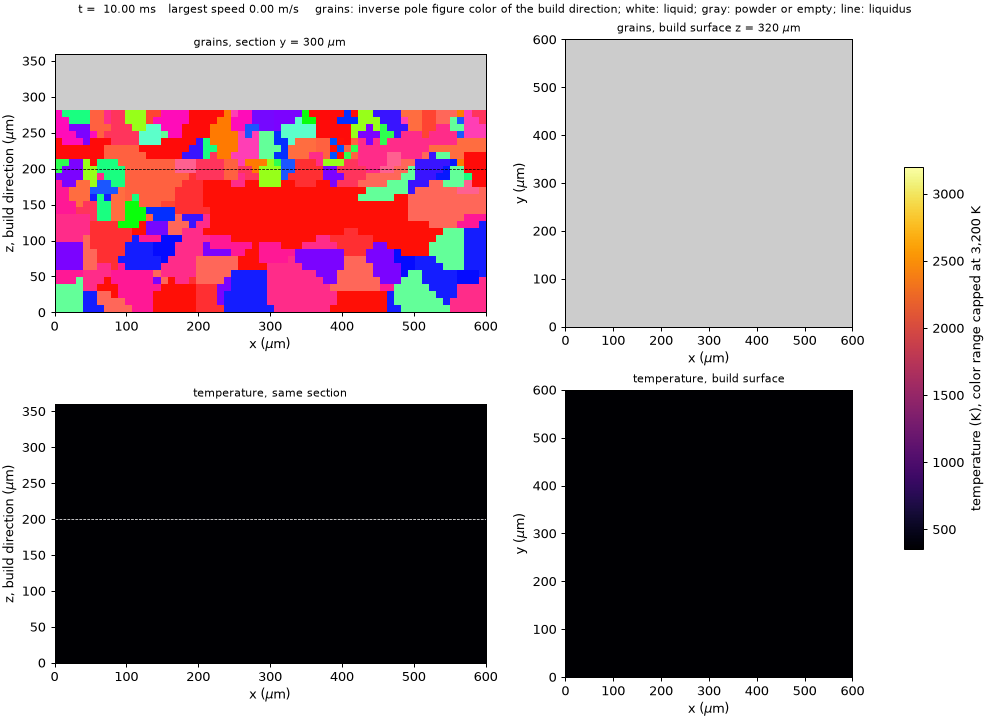 t =  10.00 ms   largest speed 0.00 m/s     grains: inverse pole figure color of the build direction; white: liquid; gray: powder or empty; line: liquidus
grains, section y = 300 μm
350
300
250
200
150
100
50
0
z, build direction (μm)
0 100 200 300 400 500 600
x (μm)
grains, build surface z = 320 μm
600
500
400
300
200
100
0
y (μm)
0 100 200 300 400 500 600
x (μm)
temperature, same section
350
300
250
200
150
100
50
0
z, build direction (μm)
0 100 200 300 400 500 600
x (μm)
temperature, build surface
600
500
400
300
200
100
0
y (μm)
0 100 200 300 400 500 600
x (μm)
3000
2500
2000
1500
1000
500
temperature (K), color range capped at 3,200 K